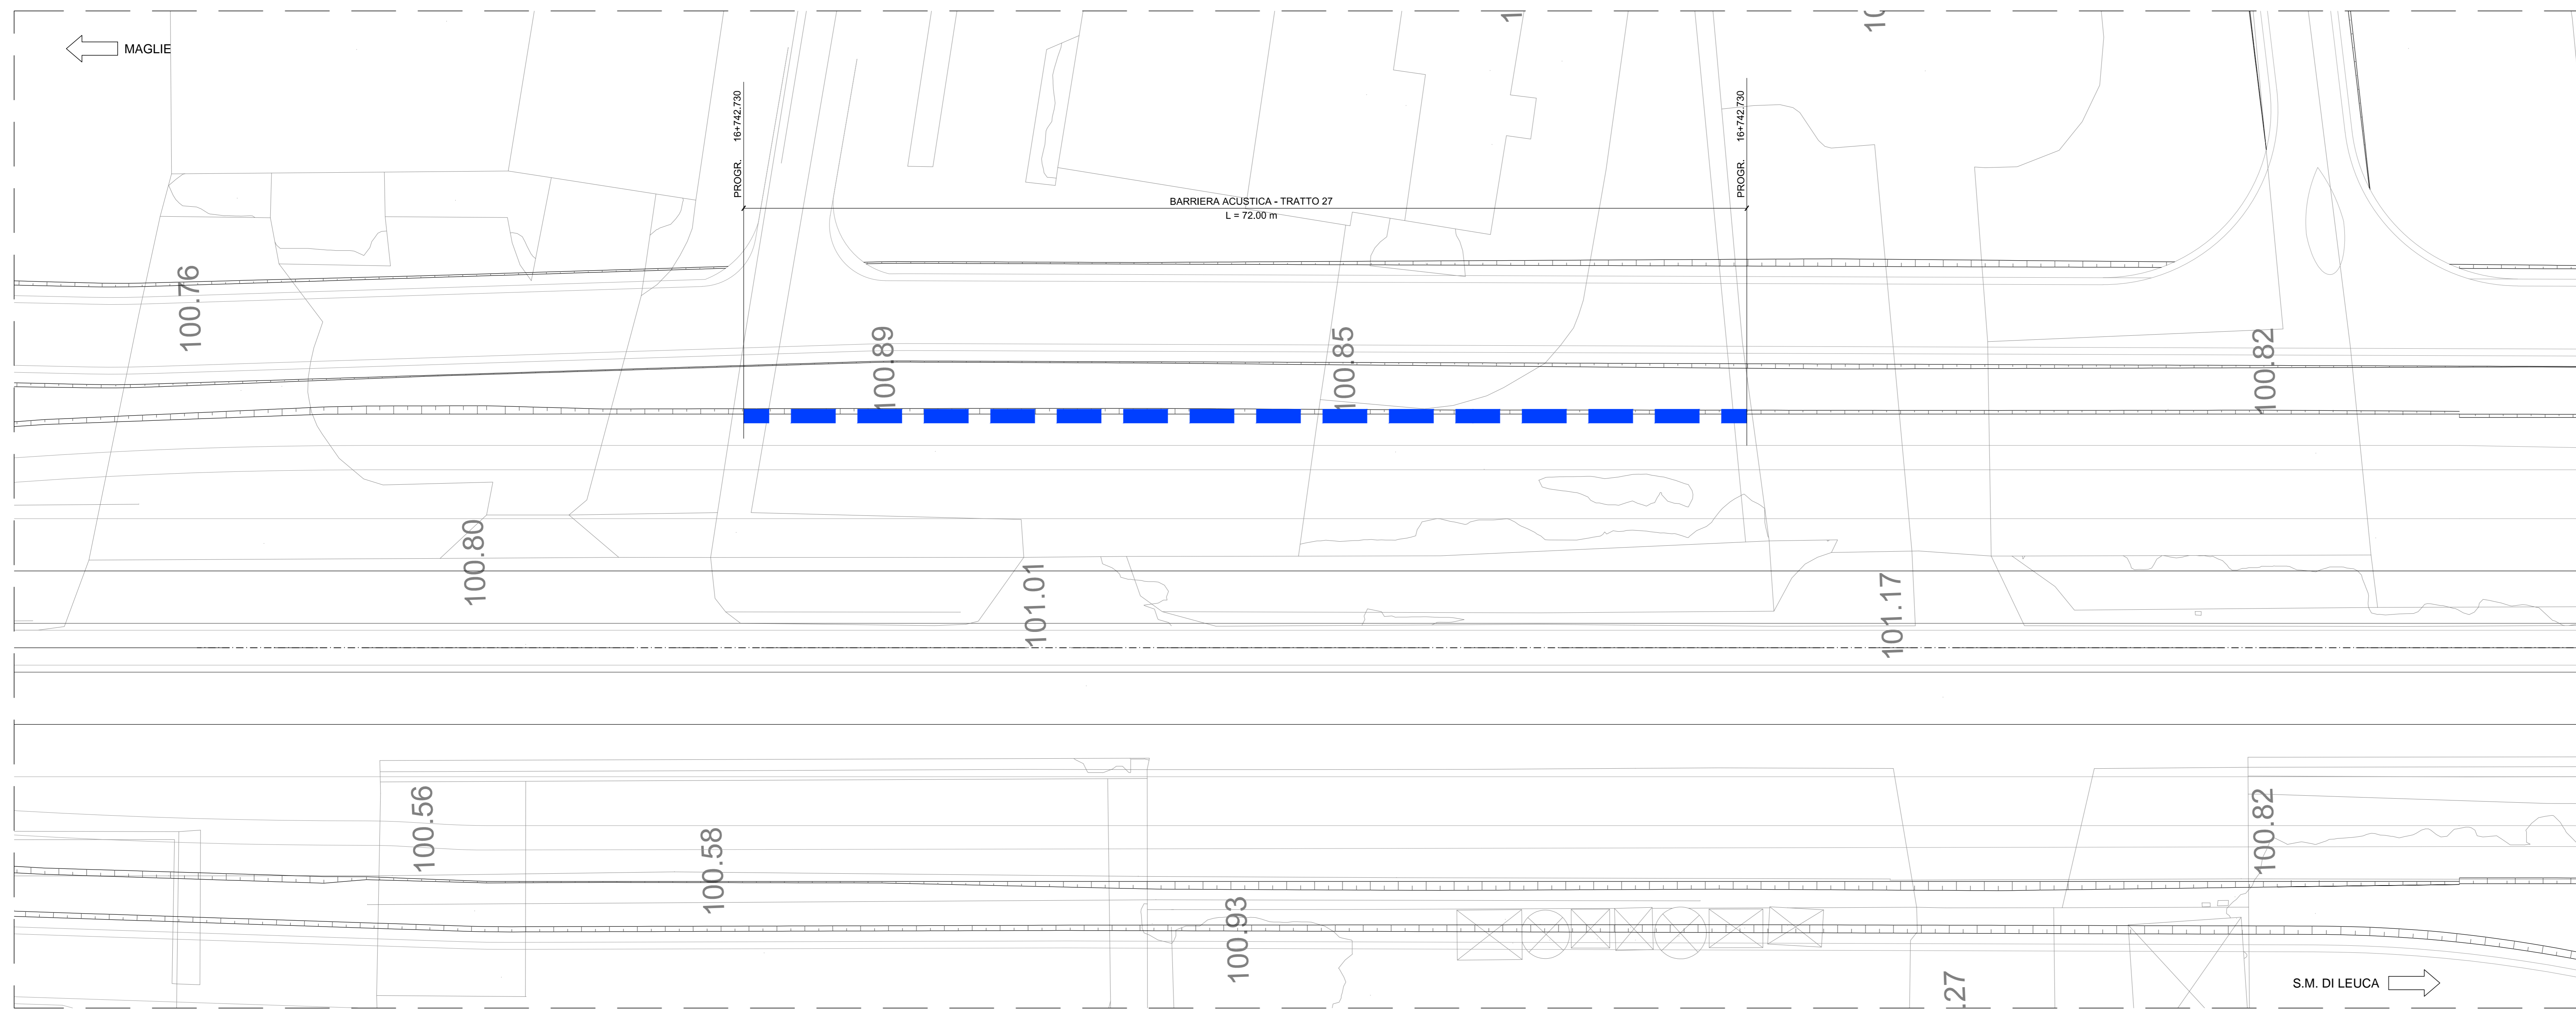 MAGLIE
PROGR. 16+742.730
PROGR. 16+742.730
BARRIERA ACUSTICA - TRATTO 27
L = 72.00 m
100.76
100.89
100.85
100.82
100.80
101.01
101.17
100.56
100.58
100.82
100.93
.27
S.M. DI LEUCA